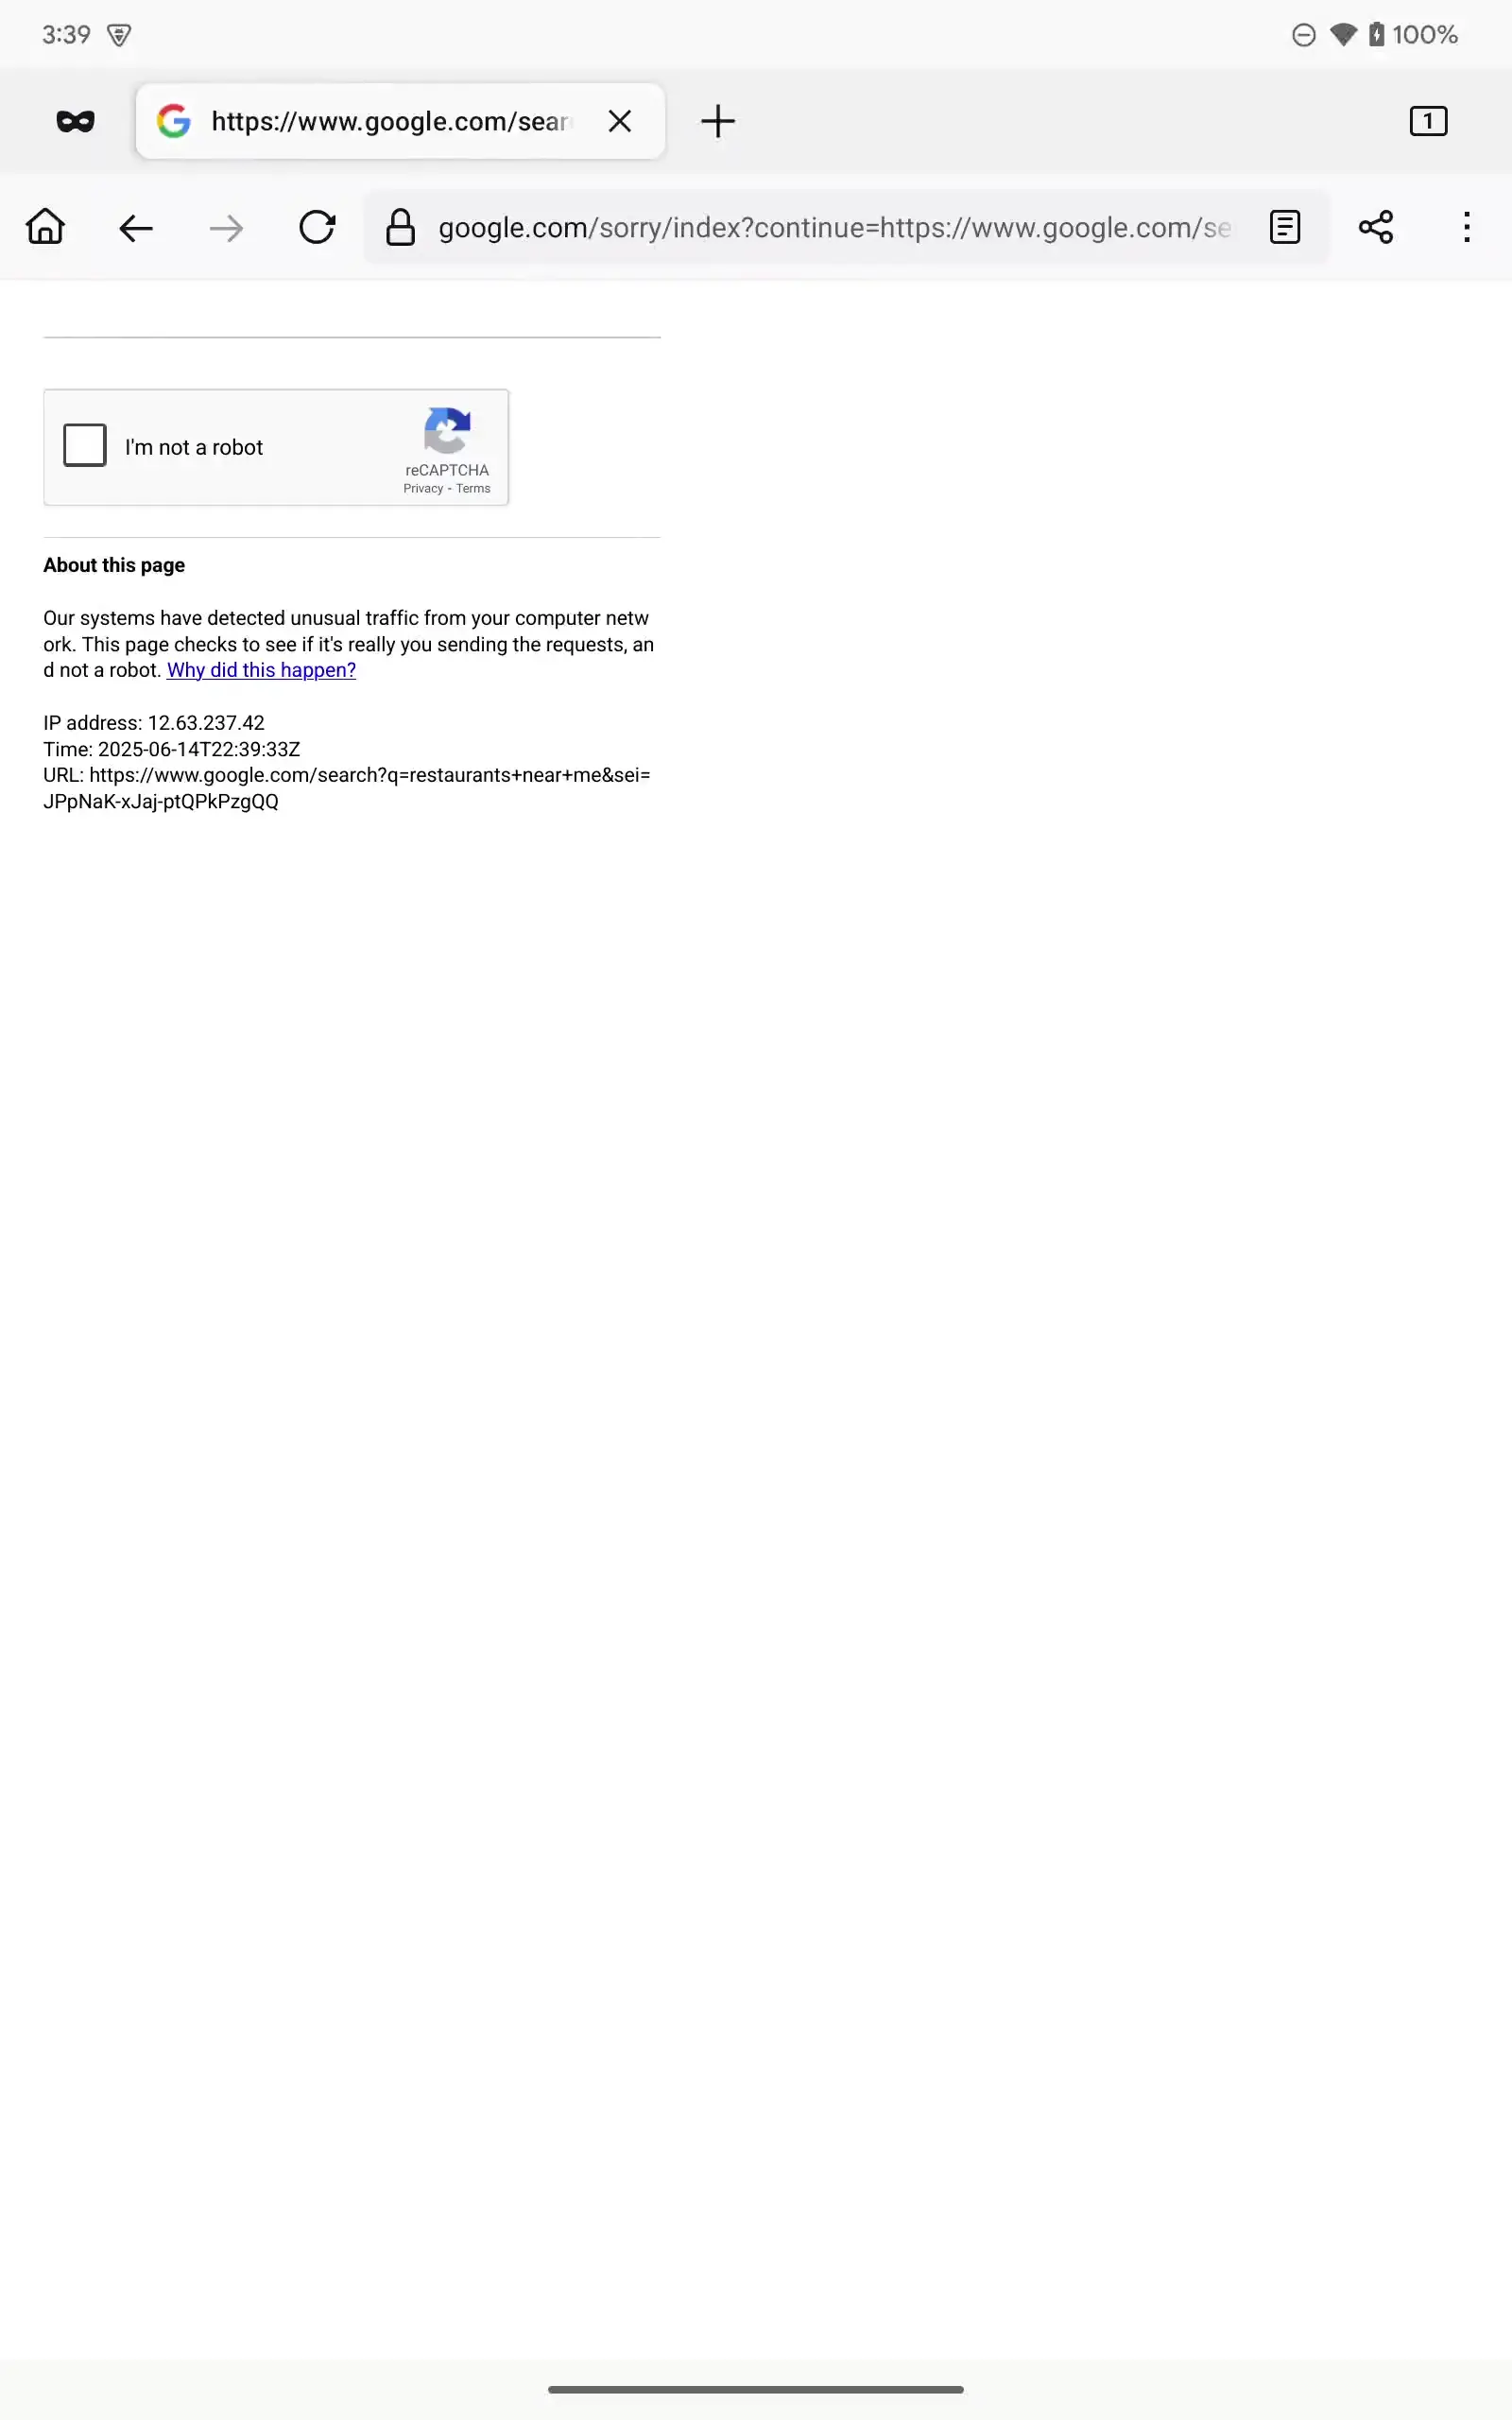 3:39
100%
https://www.google.com/sear
1
google.com/sorry/index?continue=https://www.google.com/se
I'm not a robot
reCAPTCHA
Privacy - Terms
About this page
Our systems have detected unusual traffic from your computer netw
ork. This page checks to see if it's really you sending the requests, an
d not a robot. Why did this happen?
IP address: 12.63.237.42
Time: 2025-06-14T22:39:33Z
URL: https://www.google.com/search?q=restaurants+near+me&sei=
JPpNaK-xJaj-ptQPkPzgQQ